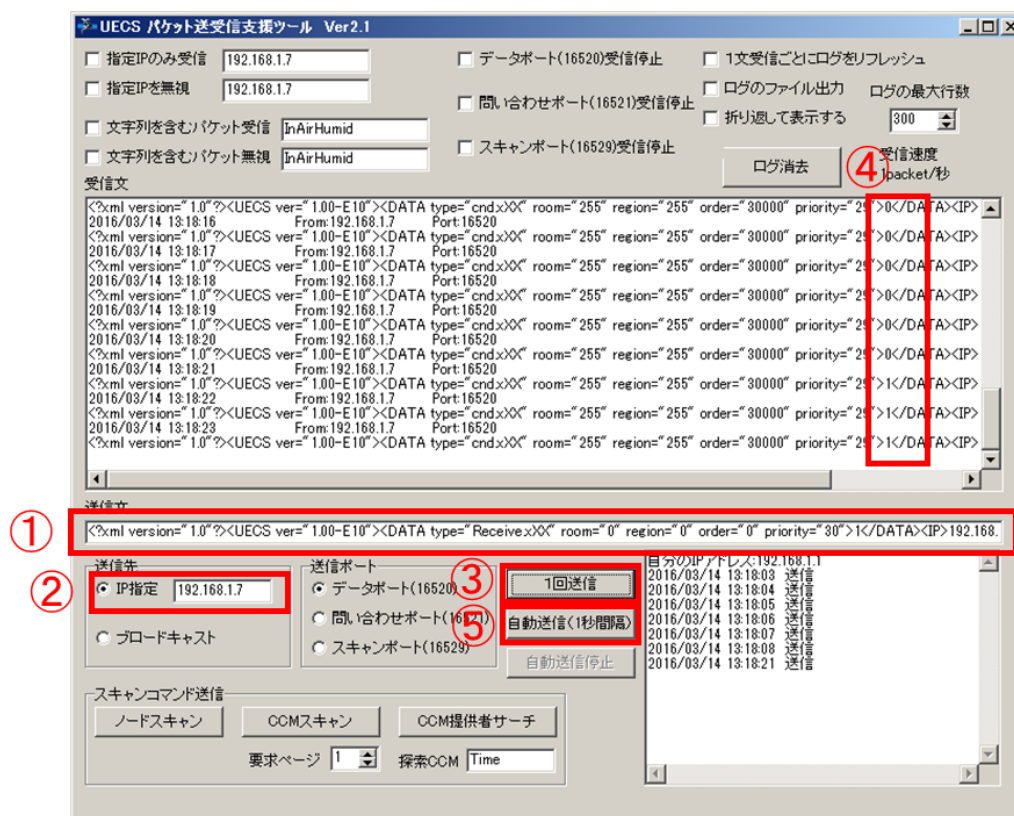 UECS パケット送受信支援ツール Ver2.1
指定IPのみ受信 192.168.1.7
指定IPを無視 192.168.1.7
文字列を含むパケット受信 InAirHumid
文字列を含むパケット無視 InAirHumid
データポート(16520)受信停止
問い合わせポート(16521)受信停止
スキャンポート(16529)受信停止
1文受信ごとにログをリフレッシュ
ログのファイル出力
折り返して表示する
ログの最大行数
300
ログ消去
④
受信速度
1packet/秒
受信文
<?xml version="1.0"?><UECS ver="1.00-E10"><DATA type="cnd.xXX" room="255" region="255" order="30000" priority="29">0</DATA><IP>
2016/03/14 13:18:16 From:192.168.1.7 Port:16520
<?xml version="1.0"?><UECS ver="1.00-E10"><DATA type="cnd.xXX" room="255" region="255" order="30000" priority="29">0</DATA><IP>
2016/03/14 13:18:17 From:192.168.1.7 Port:16520
<?xml version="1.0"?><UECS ver="1.00-E10"><DATA type="cnd.xXX" room="255" region="255" order="30000" priority="29">0</DATA><IP>
2016/03/14 13:18:18 From:192.168.1.7 Port:16520
<?xml version="1.0"?><UECS ver="1.00-E10"><DATA type="cnd.xXX" room="255" region="255" order="30000" priority="29">0</DATA><IP>
2016/03/14 13:18:19 From:192.168.1.7 Port:16520
<?xml version="1.0"?><UECS ver="1.00-E10"><DATA type="cnd.xXX" room="255" region="255" order="30000" priority="29">0</DATA><IP>
2016/03/14 13:18:20 From:192.168.1.7 Port:16520
<?xml version="1.0"?><UECS ver="1.00-E10"><DATA type="cnd.xXX" room="255" region="255" order="30000" priority="29">0</DATA><IP>
2016/03/14 13:18:21 From:192.168.1.7 Port:16520
<?xml version="1.0"?><UECS ver="1.00-E10"><DATA type="cnd.xXX" room="255" region="255" order="30000" priority="29">1</DATA><IP>
2016/03/14 13:18:22 From:192.168.1.7 Port:16520
<?xml version="1.0"?><UECS ver="1.00-E10"><DATA type="cnd.xXX" room="255" region="255" order="30000" priority="29">1</DATA><IP>
2016/03/14 13:18:23 From:192.168.1.7 Port:16520
<?xml version="1.0"?><UECS ver="1.00-E10"><DATA type="cnd.xXX" room="255" region="255" order="30000" priority="29">1</DATA><IP>
送信文
①
<?xml version="1.0"?><UECS ver="1.00-E10"><DATA type="Receive.xXX" room="0" region="0" order="0" priority="30">1</DATA><IP>192.168.
送信先
②
IP指定 192.168.1.7
ブロードキャスト
送信ポート
データポート(16520)
問い合わせポート(16521)
スキャンポート(16529)
③
1回送信
⑤
自動送信(1秒間隔)
自動送信停止
自分のIPアドレス:192.168.1.1
2016/03/14 13:18:03 送信
2016/03/14 13:18:04 送信
2016/03/14 13:18:05 送信
2016/03/14 13:18:06 送信
2016/03/14 13:18:07 送信
2016/03/14 13:18:08 送信
2016/03/14 13:18:21 送信
スキャンコマンド送信
ノードスキャン
CCMスキャン
CCM提供者サーチ
要求ページ 1
探索CCM Time